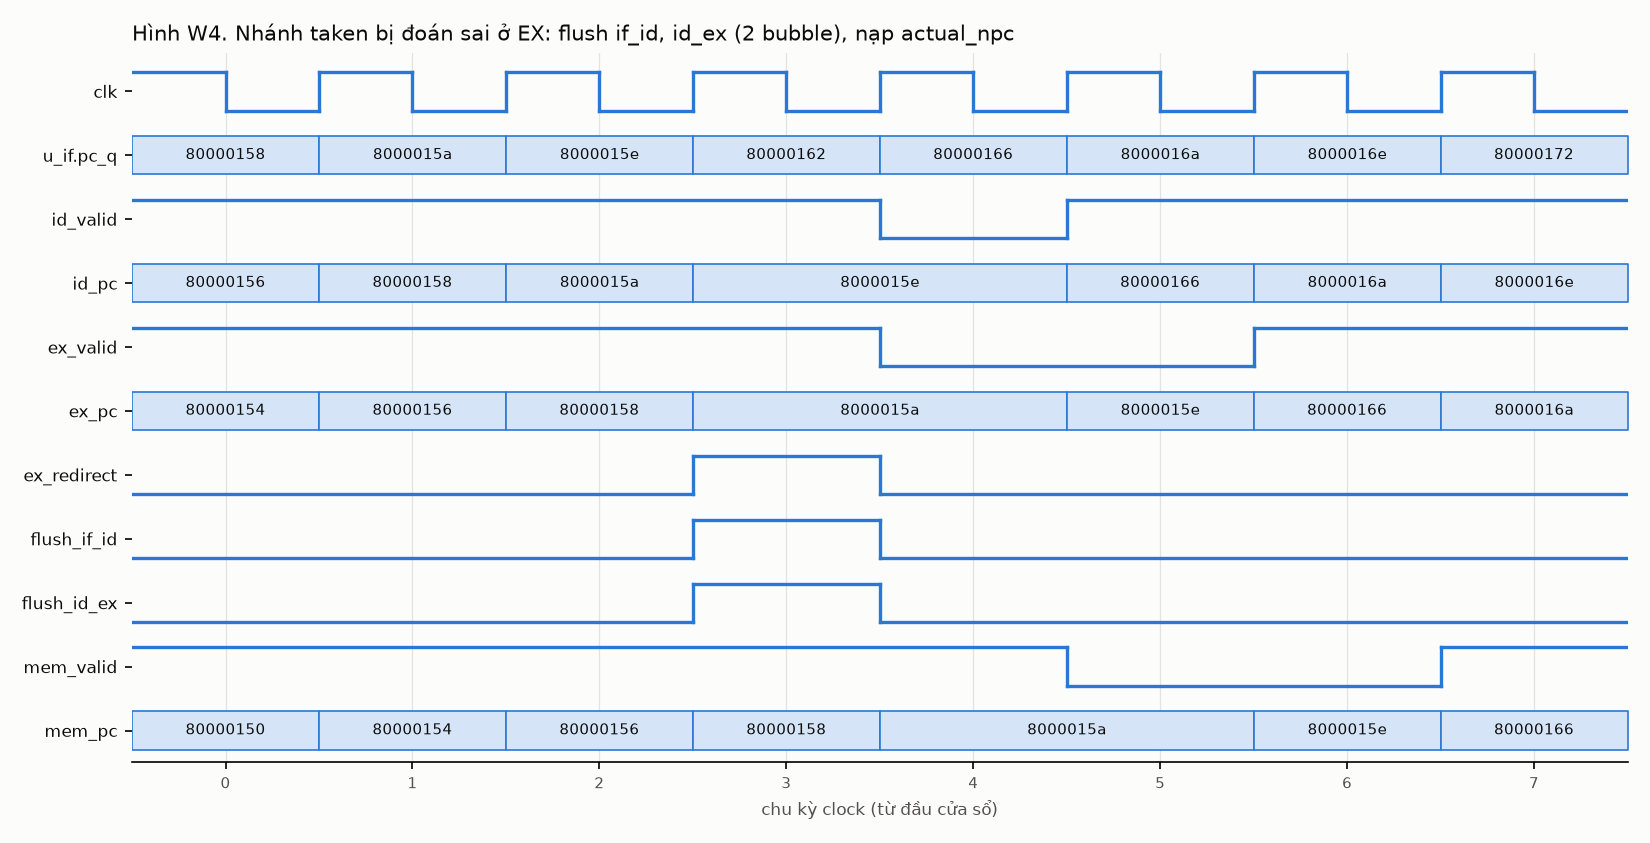 Hình W4. Nhánh taken bị đoán sai ở EX: flush if_id, id_ex (2 bubble), nạp actual_npc
clk
u_if.pc_q 80000158 8000015a 8000015e 80000162 80000166 8000016a 8000016e 80000172
id_valid
id_pc 80000156 80000158 8000015a 8000015e 80000166 8000016a 8000016e
ex_valid
ex_pc 80000154 80000156 80000158 8000015a 8000015e 80000166 8000016a
ex_redirect
flush_if_id
flush_id_ex
mem_valid
mem_pc 80000150 80000154 80000156 80000158 8000015a 8000015e 80000166
0 1 2 3 4 5 6 7
chu kỳ clock (từ đầu cửa sổ)